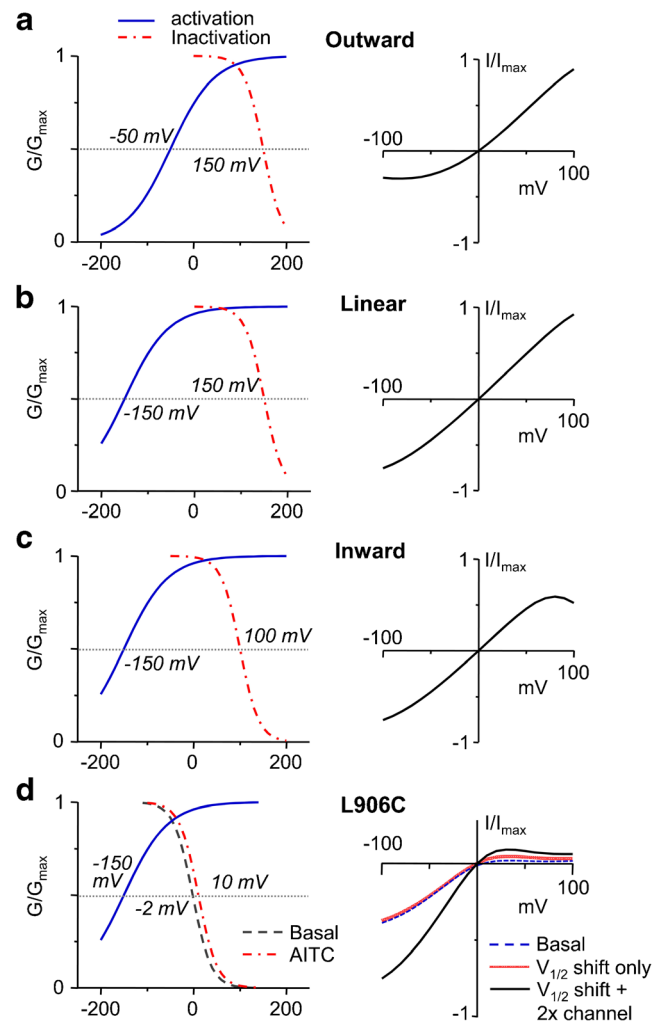 a
activation
Inactivation
Outward
1
G/Gmax
-50 mV
150 mV
0
-200 0 200
1
I/Imax
-100
100
mV
-1
b
Linear
1
G/Gmax
150 mV
-150 mV
0
-200 0 200
1
I/Imax
-100
100
mV
-1
c
Inward
1
G/Gmax
100 mV
-150 mV
0
-200 0 200
1
I/Imax
-100
100
mV
-1
d
L906C
1
G/Gmax
-150
mV
10 mV
-2 mV
Basal
AITC
0
-200 0 200
I/Imax
-100
100
mV
-1
Basal
V1/2 shift only
V1/2 shift +
2x channel